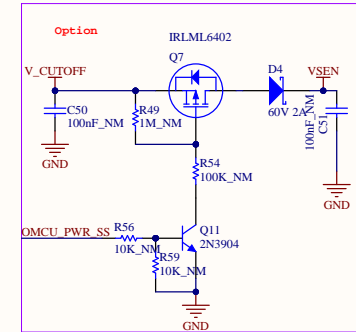 Option
IRLML6402
Q7
V_CUTOFF
D4
VSEN
C50
100nF_NM
R49
1M_NM
60V 2A
100nF_NM
C51
GND
R54
100K_NM
GND
OMCU_PWR_SS
R56
10K_NM
Q11
2N3904
R59
10K_NM
GND